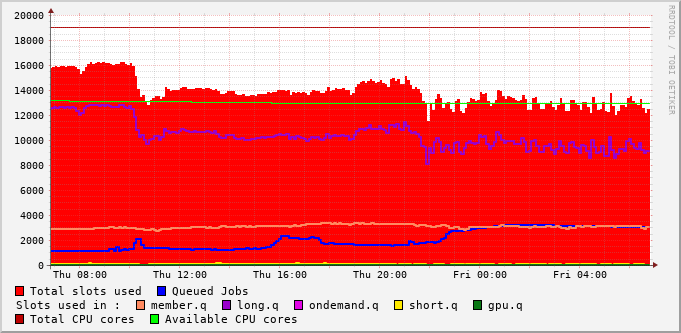 RRDTOOL / TOBI OETIKER
20000
18000
16000
14000
12000
10000
8000
6000
4000
2000
0
Thu 08:00 Thu 12:00 Thu 16:00 Thu 20:00 Fri 00:00 Fri 04:00
Total slots used Queued Jobs
Slots used in : member.q long.q ondemand.q short.q gpu.q
Total CPU cores Available CPU cores